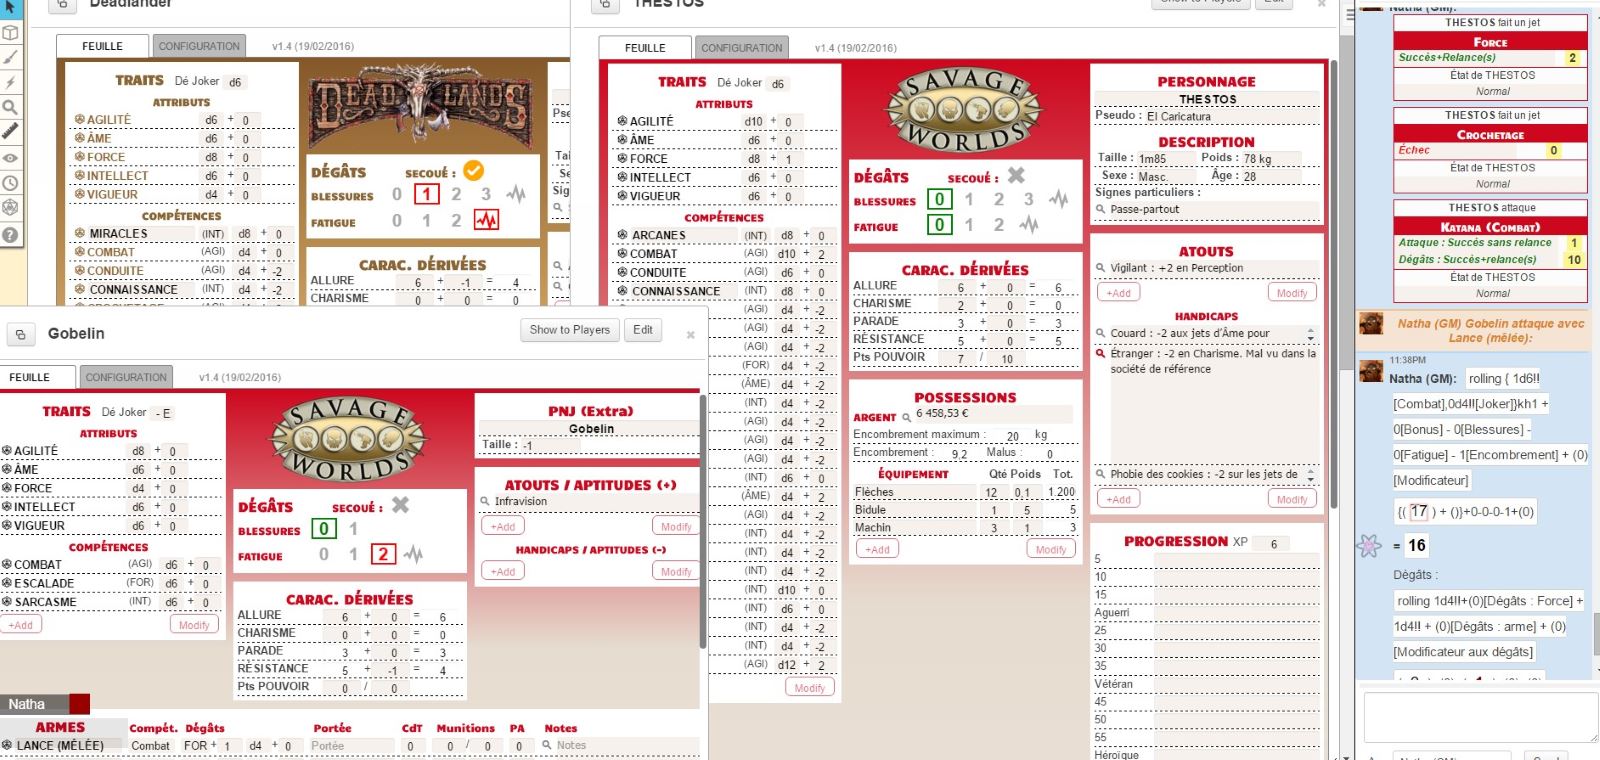 Deadlander
FEUILLE
CONFIGURATION
v1.4 (19/02/2016)
TRAITS Dé Joker d6
ATTRIBUTS
AGILITÉ d6 + 0
ÂME d6 + 0
FORCE d8 + 0
INTELLECT d6 + 0
VIGUEUR d4 + 0
COMPÉTENCES
MIRACLES (INT) d8 + 0
COMBAT (AGI) d4 + 0
CONDUITE (AGI) d4 + -2
CONNAISSANCE (INT) d4 + -2
DEADLANDS
DÉGÂTS SECOUÉ :
BLESSURES 0 1 2 3
FATIGUE 0 1 2
CARAC. DÉRIVÉES
ALLURE 6 + -1 = 4
CHARISME 0 + 0 = 0
THESTOS
Show to Players
Edit
FEUILLE
CONFIGURATION
v1.4 (19/02/2016)
TRAITS Dé Joker d6
ATTRIBUTS
AGILITÉ d10 + 0
ÂME d6 + 0
FORCE d8 + 1
INTELLECT d6 + 0
VIGUEUR d6 + 0
COMPÉTENCES
ARCANES (INT) d8 + 0
COMBAT (AGI) d10 + 2
CONDUITE (AGI) d6 + 0
CONNAISSANCE (INT) d8 + 0
(AGI) d4 + -2
(AGI) d4 + -2
(AGI) d4 + -2
(FOR) d4 + -2
(ÂME) d4 + -2
(INT) d4 + -2
(AGI) d4 + -2
(AGI) d4 + -2
(INT) d4 + -2
(INT) d6 + 0
(ÂME) d4 + 2
(AGI) d4 + -2
(INT) d4 + -2
(INT) d4 + -2
(INT) d4 + -2
(INT) d10 + 0
(INT) d6 + 0
(INT) d4 + -2
(INT) d4 + -2
(AGI) d12 + 2
Modify
SAVAGE
WORLDS
DÉGÂTS SECOUÉ :
BLESSURES 0 1 2 3
FATIGUE 0 1 2
CARAC. DÉRIVÉES
ALLURE 6 + 0 = 6
CHARISME 2 + 0 = 0
PARADE 3 + 0 = 3
RÉSISTANCE 5 + 0 = 5
Pts POUVOIR 7 / 10
POSSESSIONS
ARGENT 6 458,53 €
Encombrement maximum : 20 kg
Encombrement : 9,2 Malus : 0
ÉQUIPEMENT Qté Poids Tot.
Flèches 12 0,1 1.200
Bidule 1 5 5
Machin 3 1 3
+Add Modify
PERSONNAGE
THESTOS
Pseudo : El Caricatura
DESCRIPTION
Taille : 1m85 Poids : 78 kg
Sexe : Masc. Âge : 28
Signes particuliers :
Passe-partout
ATOUTS
Vigilant : +2 en Perception
+Add Modify
HANDICAPS
Couard : -2 aux jets d'Âme pour
Étranger : -2 en Charisme. Mal vu dans la
société de référence
Phobie des cookies : -2 sur les jets de
+Add Modify
PROGRESSION XP 6
5
10
15
Aguerri
25
30
35
Vétéran
45
50
55
Héroïque
Gobelin
Show to Players
Edit
FEUILLE
CONFIGURATION
v1.4 (19/02/2016)
TRAITS Dé Joker - E
ATTRIBUTS
AGILITÉ d8 + 0
ÂME d6 + 0
FORCE d4 + 0
INTELLECT d6 + 0
VIGUEUR d6 + 0
COMPÉTENCES
COMBAT (AGI) d6 + 0
ESCALADE (FOR) d6 + 0
SARCASME (INT) d6 + 0
+Add Modify
SAVAGE
WORLDS
DÉGÂTS SECOUÉ :
BLESSURES 0 1
FATIGUE 0 1 2
CARAC. DÉRIVÉES
ALLURE 6 + 0 = 6
CHARISME 0 + 0 = 0
PARADE 3 + 0 = 3
RÉSISTANCE 5 + -1 = 4
Pts POUVOIR 0 / 0
PNJ (Extra)
Gobelin
Taille : -1
ATOUTS / APTITUDES (+)
Infravision
+Add Modify
HANDICAPS / APTITUDES (-)
+Add Modify
Natha
ARMES Compét. Dégâts Portée CdT Munitions PA Notes
LANCE (MÊLÉE) Combat FOR + 1 d4 + 0 Portée 0 0 / 0 0 Notes
Natha (GM):
THESTOS fait un jet
Force
Succès+Relance(s) 2
État de THESTOS
Normal
THESTOS fait un jet
Crochetage
Échec 0
État de THESTOS
Normal
THESTOS attaque
Katana (Combat)
Attaque : Succès sans relance 1
Dégâts : Succès+relance(s) 10
État de THESTOS
Normal
Natha (GM) Gobelin attaque avec
Lance (mêlée):
11:38PM
Natha (GM): rolling { 1d6!!
[Combat],0d4!![Joker]}kh1 +
0[Bonus] - 0[Blessures] -
0[Fatigue] - 1[Encombrement] + (0)
[Modificateur]
{( 17 ) + ()}+0-0-0-1+(0)
= 16
Dégâts :
rolling 1d4!!+(0)[Dégâts : Force] +
1d4!! + (0)[Dégâts : arme] + (0)
[Modificateur aux dégâts]